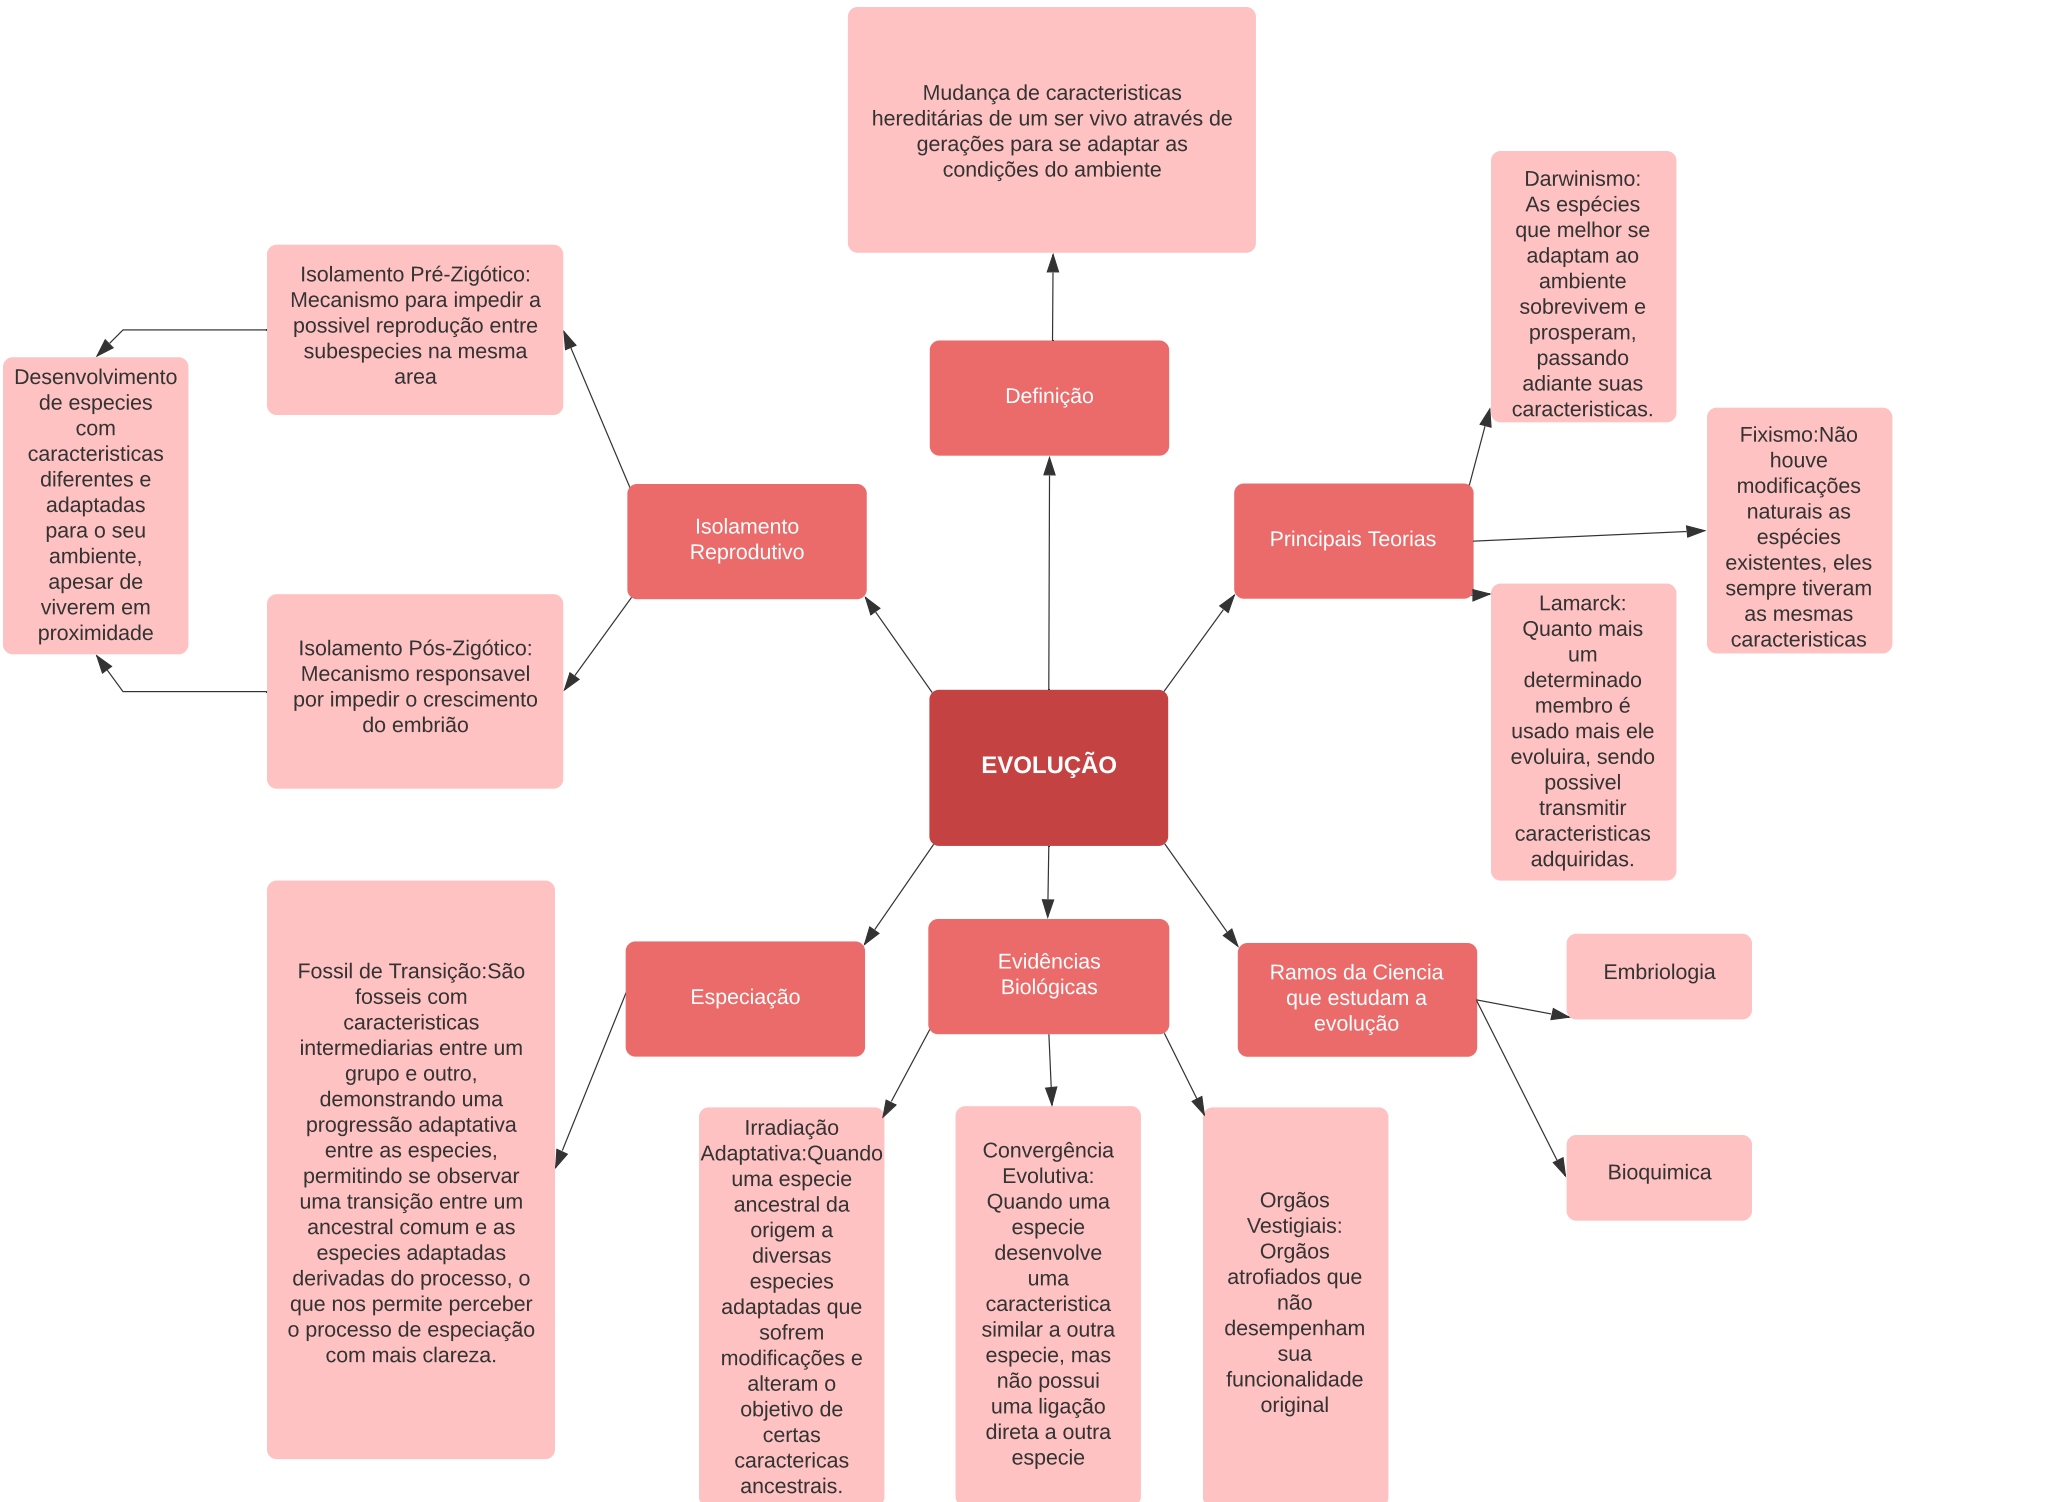 Mudança de caracteristicas
hereditárias de um ser vivo através de
gerações para se adaptar as
condições do ambiente
Darwinismo:
As espécies
que melhor se
adaptam ao
ambiente
sobrevivem e
prosperam,
passando
adiante suas
caracteristicas.
Isolamento Pré-Zigótico:
Mecanismo para impedir a
possivel reprodução entre
subespecies na mesma
area
Desenvolvimento
de especies
com
caracteristicas
diferentes e
adaptadas
para o seu
ambiente,
apesar de
viverem em
proximidade
Definição
Fixismo:Não
houve
modificações
naturais as
espécies
existentes, eles
sempre tiveram
as mesmas
caracteristicas
Isolamento
Reprodutivo
Principais Teorias
Lamarck:
Quanto mais
um
determinado
membro é
usado mais ele
evoluira, sendo
possivel
transmitir
caracteristicas
adquiridas.
Isolamento Pós-Zigótico:
Mecanismo responsavel
por impedir o crescimento
do embrião
EVOLUÇÃO
Fossil de Transição:São
fosseis com
caracteristicas
intermediarias entre um
grupo e outro,
demonstrando uma
progressão adaptativa
entre as especies,
permitindo se observar
uma transição entre um
ancestral comum e as
especies adaptadas
derivadas do processo, o
que nos permite perceber
o processo de especiação
com mais clareza.
Especiação
Evidências
Biológicas
Ramos da Ciencia
que estudam a
evolução
Embriologia
Bioquimica
Irradiação
Adaptativa:Quando
uma especie
ancestral da
origem a
diversas
especies
adaptadas que
sofrem
modificações e
alteram o
objetivo de
certas
caractericas
ancestrais.
Convergência
Evolutiva:
Quando uma
especie
desenvolve
uma
caracteristica
similar a outra
especie, mas
não possui
uma ligação
direta a outra
especie
Orgãos
Vestigiais:
Orgãos
atrofiados que
não
desempenham
sua
funcionalidade
original